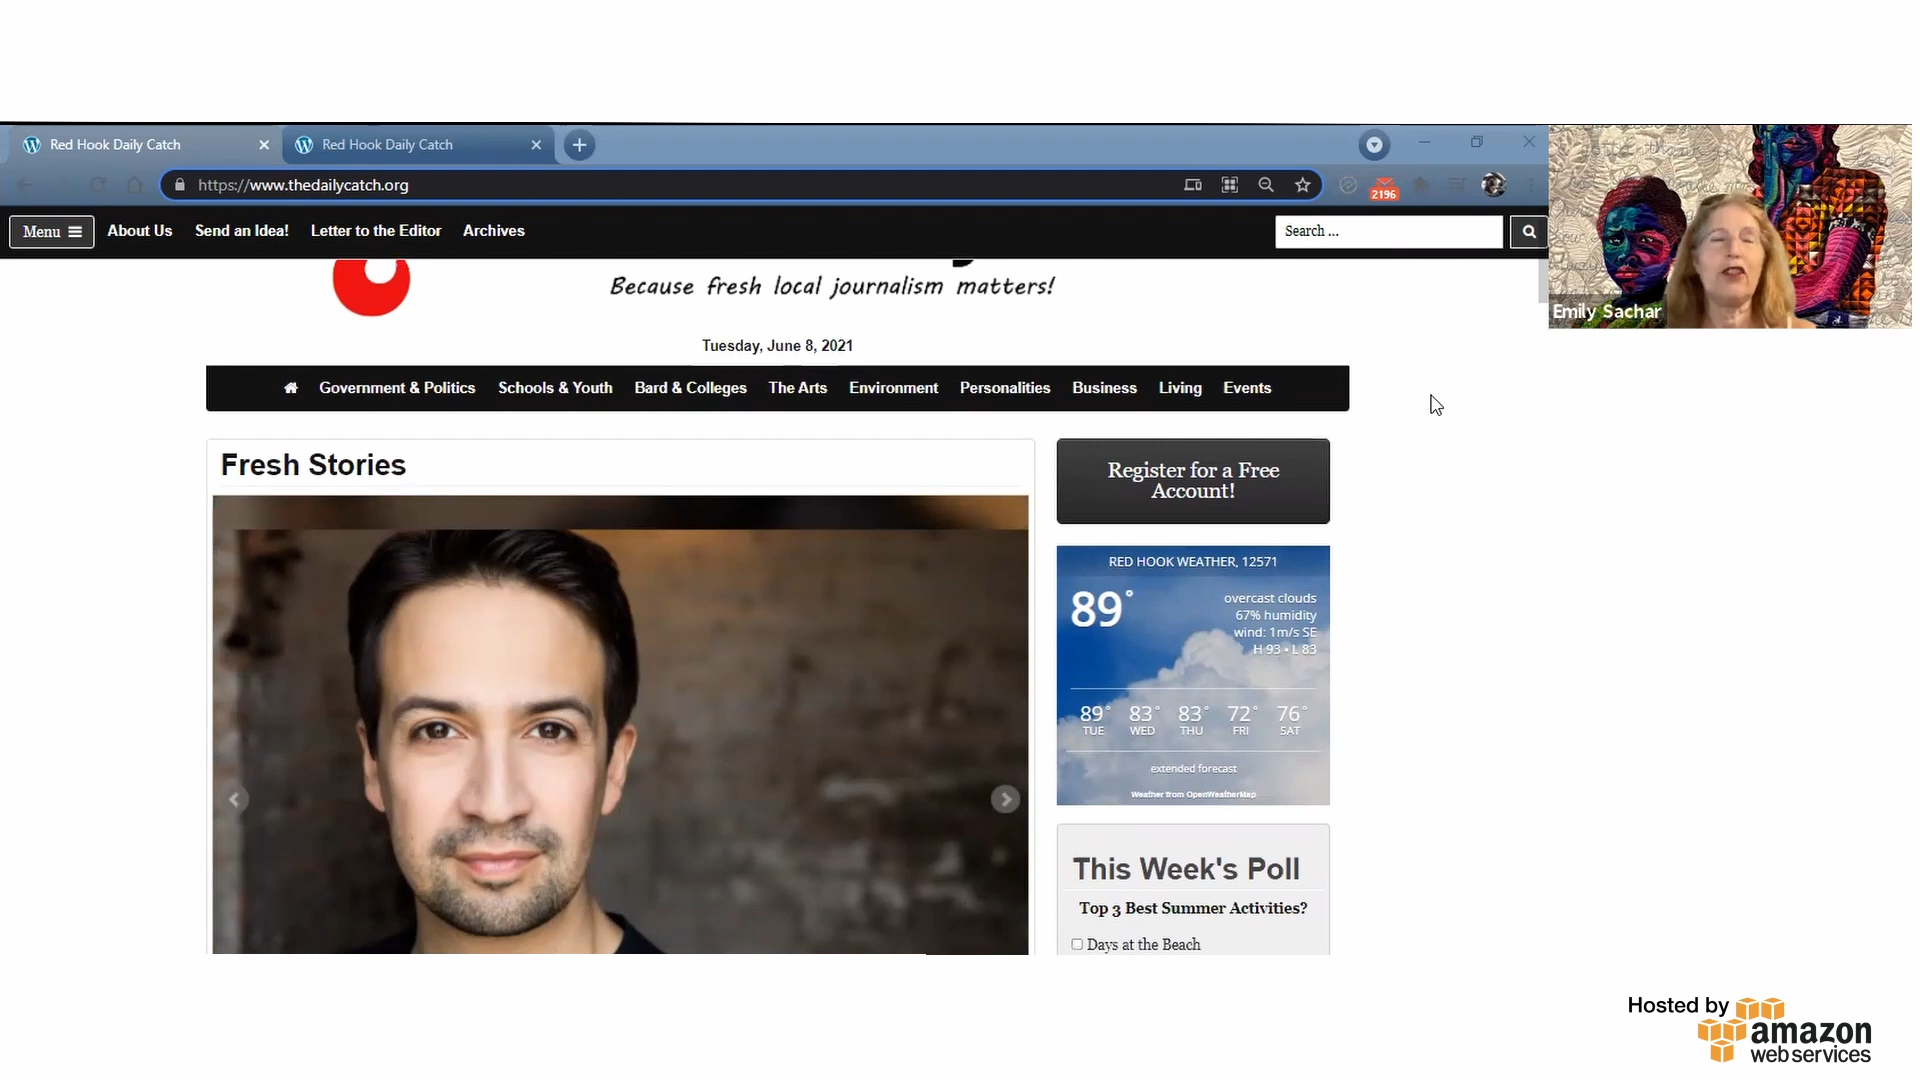 Red Hook Daily Catch
Red Hook Daily Catch
https://www.thedailycatch.org
2196
Menu
About Us
Send an Idea!
Letter to the Editor
Archives
Search ...
Emily Sachar
Because fresh local journalism matters!
Tuesday, June 8, 2021
Government & Politics
Schools & Youth
Bard & Colleges
The Arts
Environment
Personalities
Business
Living
Events
Fresh Stories
Register for a Free
Account!
RED HOOK WEATHER, 12571
89°
overcast clouds
67% humidity
wind: 1m/s SE
H 93 • L 83
89° 83° 83° 72° 76°
TUE WED THU FRI SAT
extended forecast
Weather from OpenWeatherMap
This Week's Poll
Top 3 Best Summer Activities?
Days at the Beach
Hosted by
amazon
web services